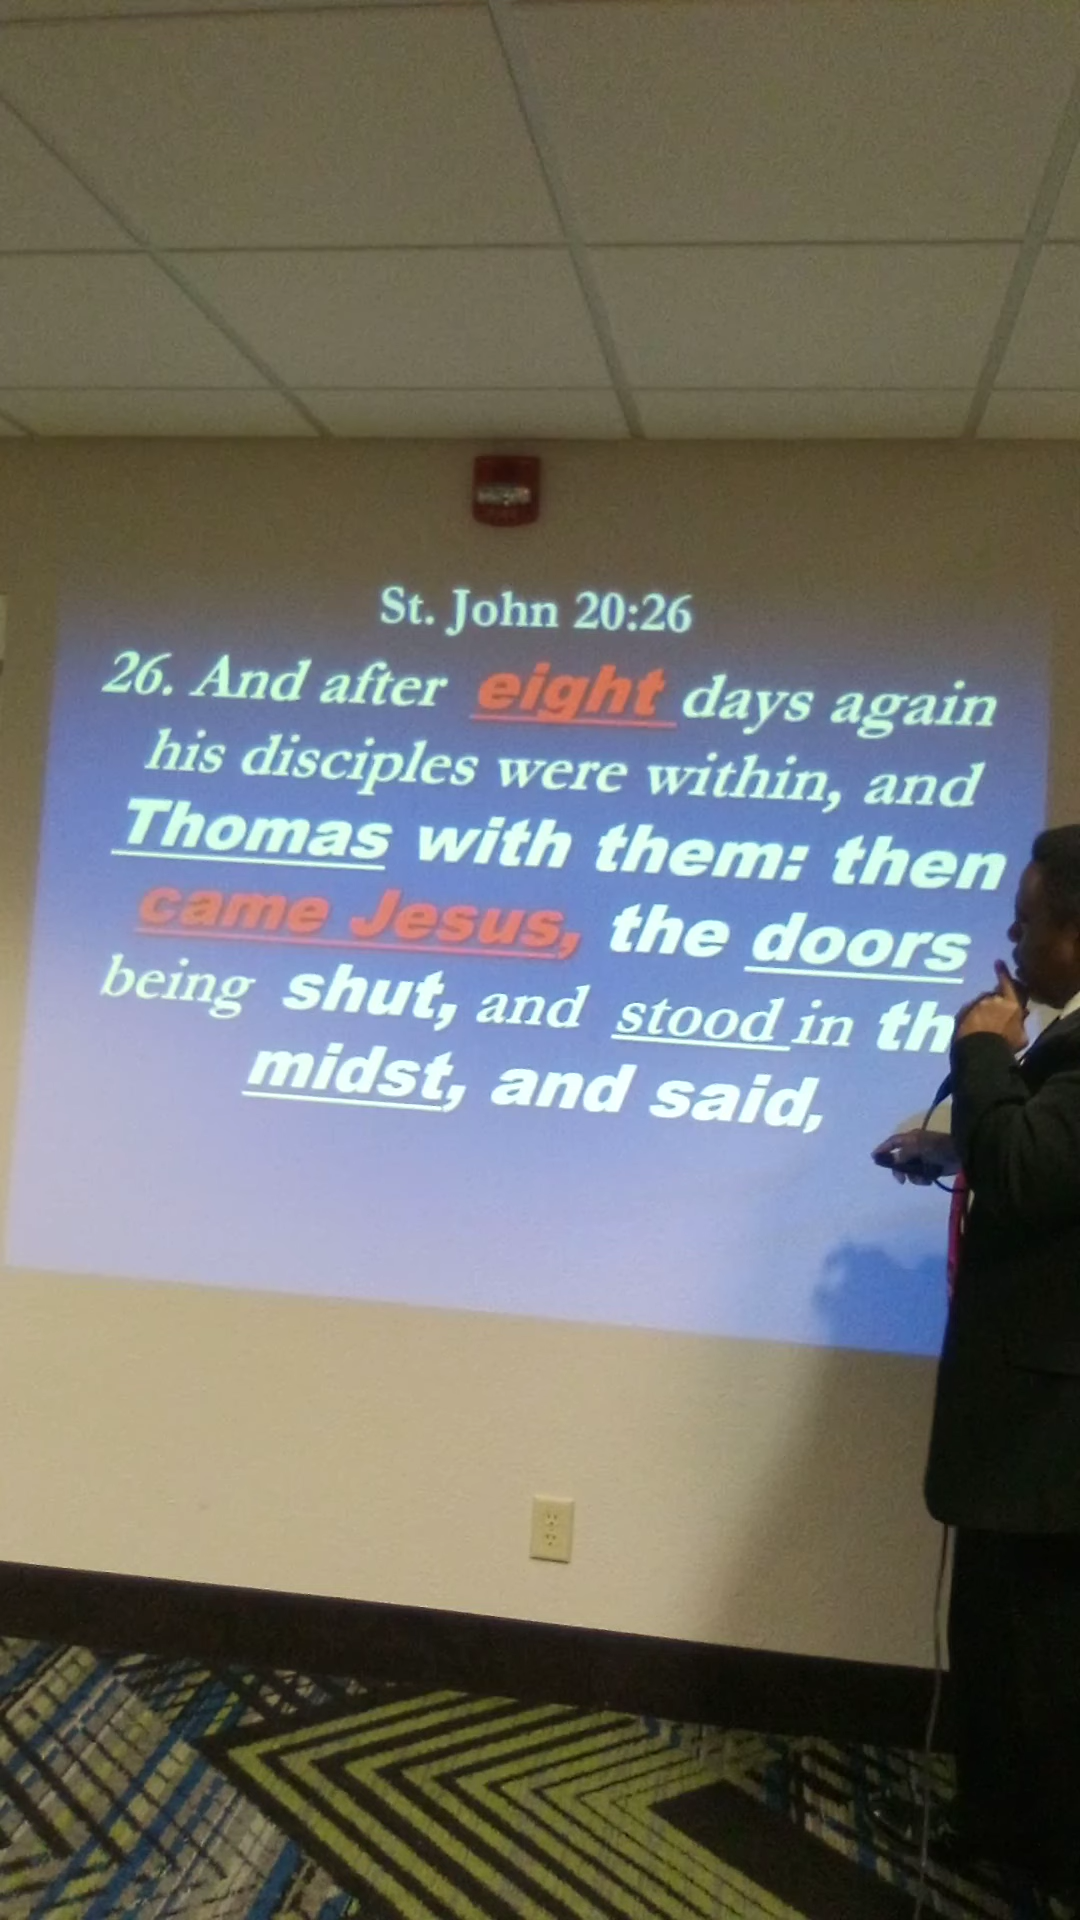 St. John 20:26
26. And after eight days again
his disciples were within, and
Thomas with them: then
came Jesus, the doors
being shut, and stood in th
midst, and said,